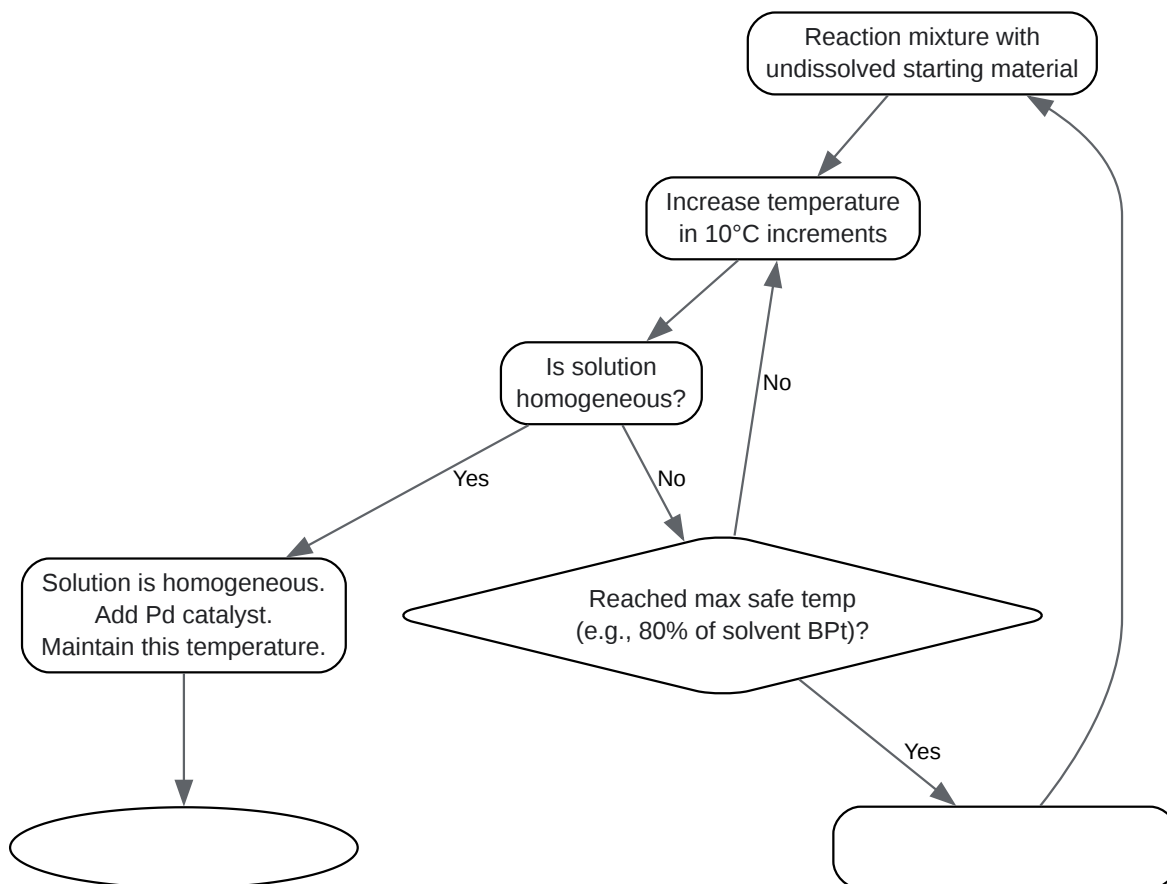 Reaction mixture with
undissolved starting material
Increase temperature
in 10°C increments
Is solution
homogeneous?
No
Yes
No
Solution is homogeneous.
Add Pd catalyst.
Maintain this temperature.
Reached max safe temp
(e.g., 80% of solvent BPt)?
Yes